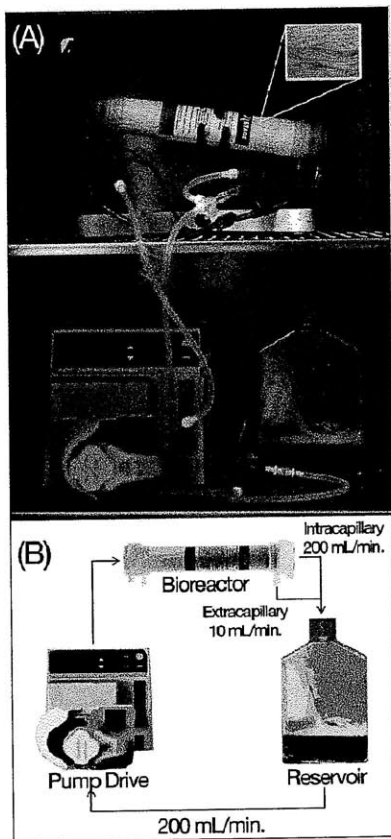 (A)
(B)
Intracapillary
200 mL/min.
Bioreactor
Extracapillary
10 mL/min.
Pump Drive
Reservoir
200 mL/min.